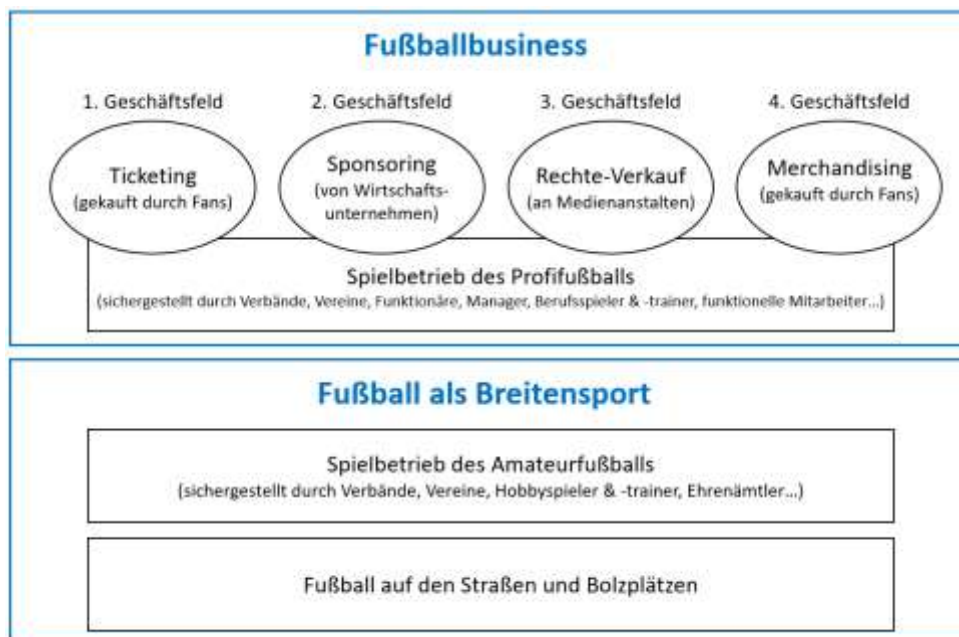 Fußballbusiness
1. Geschäftsfeld
2. Geschäftsfeld
3. Geschäftsfeld
4. Geschäftsfeld
Ticketing
(gekauft durch Fans)
Sponsoring
(von Wirtschafts-
unternehmen)
Rechte-Verkauf
(an Medienanstalten)
Merchandising
(gekauft durch Fans)
Spielbetrieb des Profifußballs
(sichergestellt durch Verbände, Vereine, Funktionäre, Manager, Berufsspieler & -trainer, funktionelle Mitarbeiter...)
Fußball als Breitensport
Spielbetrieb des Amateurfußballs
(sichergestellt durch Verbände, Vereine, Hobbyspieler & -trainer, Ehrenämtler...)
Fußball auf den Straßen und Bolzplätzen